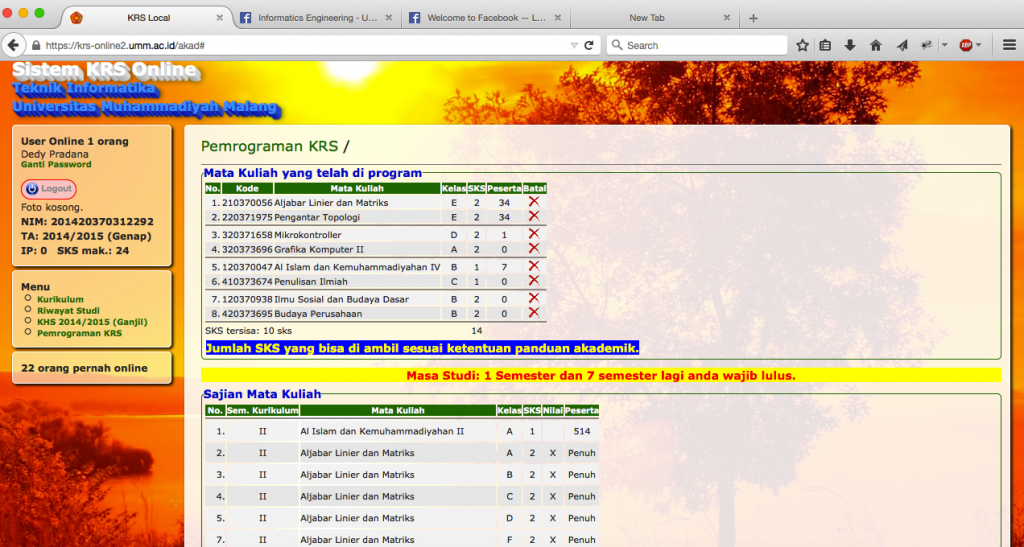 KRS Local
Informatics Engineering - U...
Welcome to Facebook — L...
New Tab
https://krs-online2.umm.ac.id/akad#
Search
ABP
Sistem KRS Online
Teknik Informatika
Universitas Muhammadiyah Malang
User Online 1 orang
Dedy Pradana
Ganti Password
Logout
Foto kosong.
NIM: 201420370312292
TA: 2014/2015 (Genap)
IP: 0 SKS mak.: 24
Menu
Kurikulum
Riwayat Studi
KHS 2014/2015 (Ganjil)
Pemrograman KRS
22 orang pernah online
Pemrograman KRS /
Mata Kuliah yang telah di program
No. Kode Mata Kuliah Kelas SKS Peserta Batal
1. 210370056 Aljabar Linier dan Matriks E 2 34
2. 220371975 Pengantar Topologi E 2 34
3. 320371658 Mikrokontroller D 2 1
4. 320373696 Grafika Komputer II A 2 0
5. 120370047 Al Islam dan Kemuhammadiyahan IV B 1 7
6. 410373674 Penulisan Ilmiah C 1 0
7. 120370938 Ilmu Sosial dan Budaya Dasar B 2 0
8. 420373695 Budaya Perusahaan B 2 0
SKS tersisa: 10 sks 14
Jumlah SKS yang bisa di ambil sesuai ketentuan panduan akademik.
Masa Studi: 1 Semester dan 7 semester lagi anda wajib lulus.
Sajian Mata Kuliah
No. Sem. Kurikulum Mata Kuliah Kelas SKS Nilai Peserta
1. II Al Islam dan Kemuhammadiyahan II A 1 514
2. II Aljabar Linier dan Matriks A 2 X Penuh
3. II Aljabar Linier dan Matriks B 2 X Penuh
4. II Aljabar Linier dan Matriks C 2 X Penuh
5. II Aljabar Linier dan Matriks D 2 X Penuh
7. II Aljabar Linier dan Matriks F 2 X Penuh